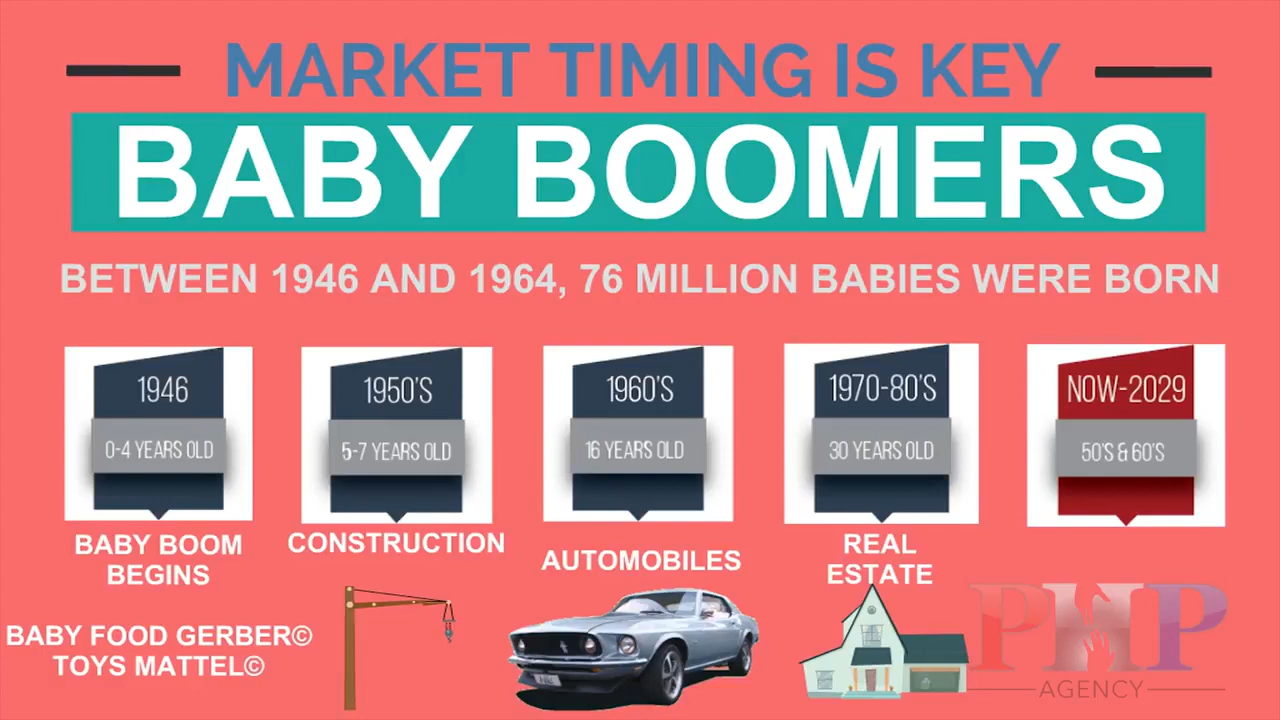 MARKET TIMING IS KEY
BABY BOOMERS
BETWEEN 1946 AND 1964, 76 MILLION BABIES WERE BORN
1946
0-4 YEARS OLD
BABY BOOM
BEGINS
BABY FOOD GERBER©
TOYS MATTEL©
1950'S
5-7 YEARS OLD
CONSTRUCTION
1960'S
16 YEARS OLD
AUTOMOBILES
1970-80'S
30 YEARS OLD
REAL
ESTATE
NOW-2029
50'S & 60'S
PHP
AGENCY